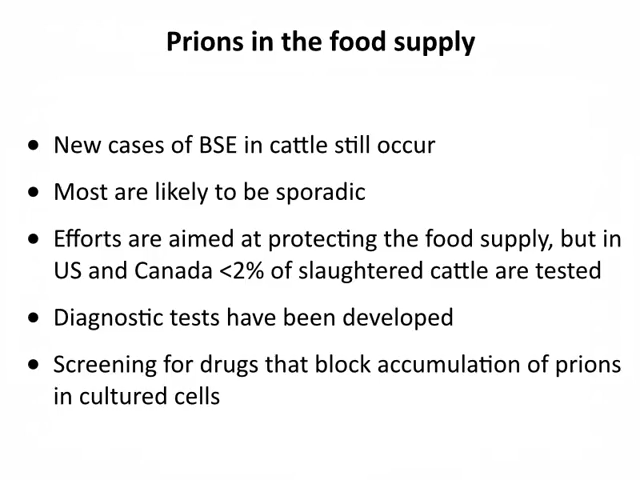 Prions in the food supply
• New cases of BSE in cattle still occur
• Most are likely to be sporadic
• Efforts are aimed at protecting the food supply, but in
US and Canada <2% of slaughtered cattle are tested
• Diagnostic tests have been developed
• Screening for drugs that block accumulation of prions
in cultured cells